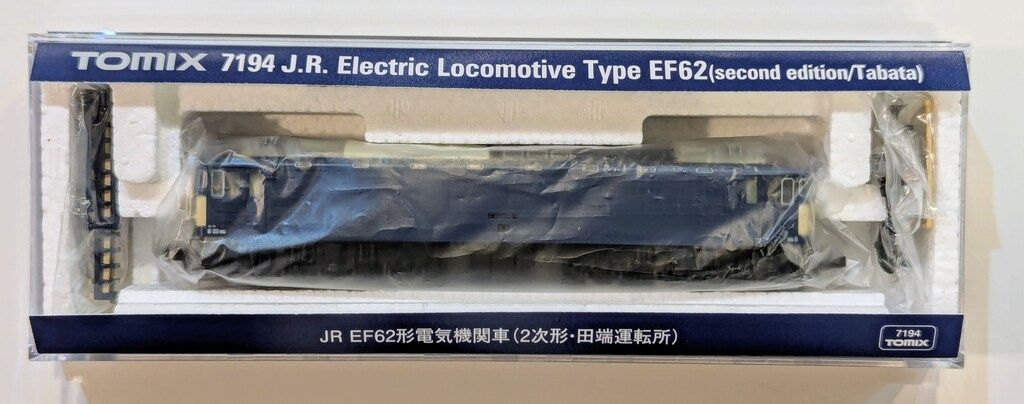 TOMIX 7194 J.R. Electric Locomotive Type EF62(second edition/Tabata)
JR EF62形電気機関車(2次形・田端運転所)
7194
TOMIX